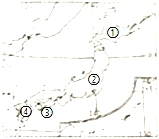 ①
②
④ ③